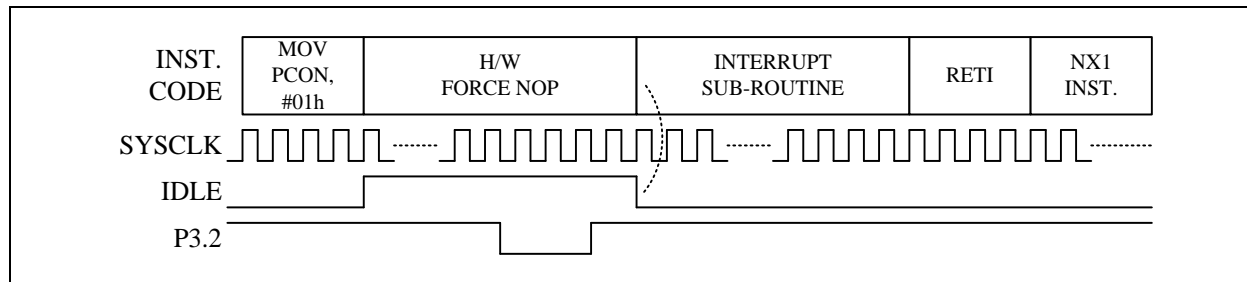 INST.
CODE
MOV
PCON,
#01h
H/W
FORCE NOP
INTERRUPT
SUB-ROUTINE
RETI
NX1
INST.
SYSCLK
IDLE
P3.2